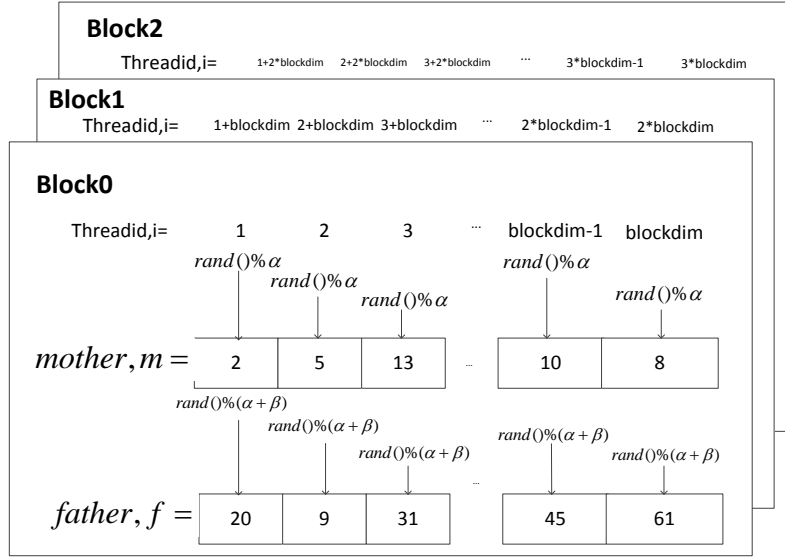 Block2
Threadid,i= 1+2*blockdim 2+2*blockdim 3+2*blockdim ... 3*blockdim-1 3*blockdim
Block1
Threadid,i= 1+blockdim 2+blockdim 3+blockdim ... 2*blockdim-1 2*blockdim
Block0
Threadid,i= 1 2 3 ... blockdim-1 blockdim
rand()%α rand()%α rand()%α rand()%α rand()%α
mother,m= 2 5 13 ... 10 8
rand()%(α+β) rand()%(α+β) rand()%(α+β) rand()%(α+β) rand()%(α+β)
father,f= 20 9 31 ... 45 61